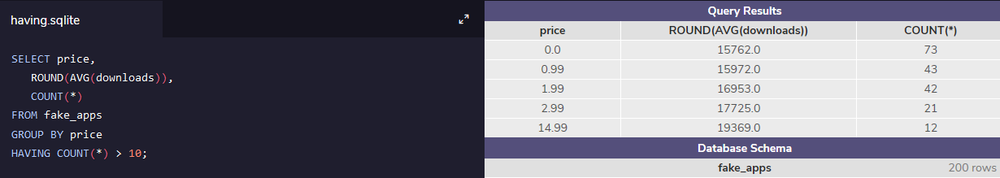 having.sqlite
SELECT price,
   ROUND(AVG(downloads)),
   COUNT(*)
FROM fake_apps
GROUP BY price
HAVING COUNT(*) > 10;
Query Results
price ROUND(AVG(downloads)) COUNT(*)
0.0 15762.0 73
0.99 15972.0 43
1.99 16953.0 42
2.99 17725.0 21
14.99 19369.0 12
Database Schema
fake_apps 200 rows